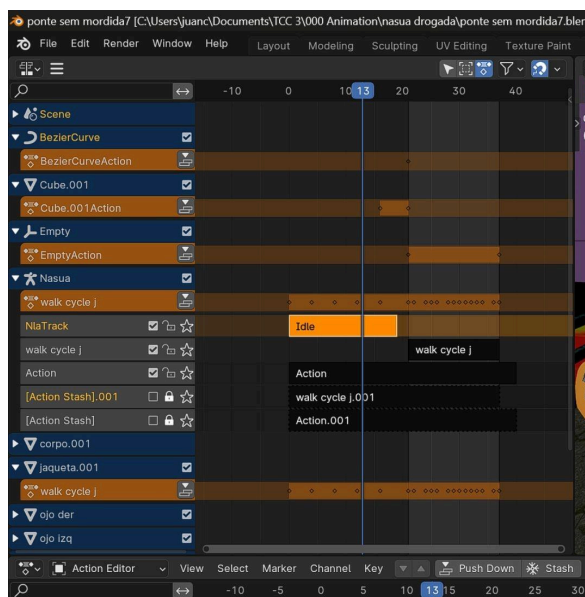 ponte sem mordida7 [C:\Users\juanc\Documents\TCC 3\000 Animation\nasua drogada\ponte sem mordida7.blen
File Edit Render Window Help Layout Modeling Sculpting UV Editing Texture Paint
-10 0 10 13 20 30 40
Scene
BezierCurve
BezierCurveAction
Cube.001
Cube.001Action
Empty
EmptyAction
Nasua
walk cycle j
NlaTrack Idle
walk cycle j walk cycle j
Action Action
[Action Stash].001 walk cycle j.001
[Action Stash] Action.001
corpo.001
jaqueta.001
walk cycle j
ojo der
ojo izq
Action Editor View Select Marker Channel Key Push Down Stash
-10 -5 0 5 10 13 15 20 25 30